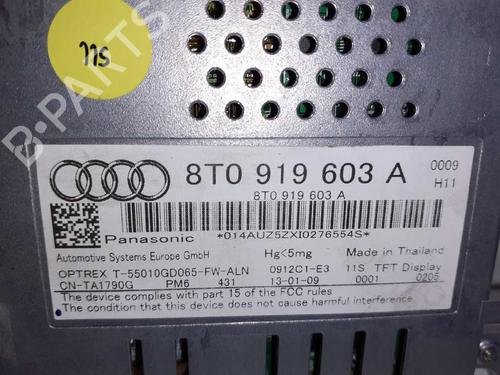 11S
B-PARTS
8T0 919 603 A
0009
H11
8T0 919 603 A
Panasonic
*014AUZ5ZXI0276554S*
Automotive Systems Europe GmbH
Hg<5mg
Made in Thailand
OPTREX T-55010GD065-FW-ALN
0912C1-E3
11S TFT Display
CN-TA1790G
PM6
431
13-01-09
0001
0205
The device complies with part 15 of the FCC rules
The condition that this device does not cause harmful interference